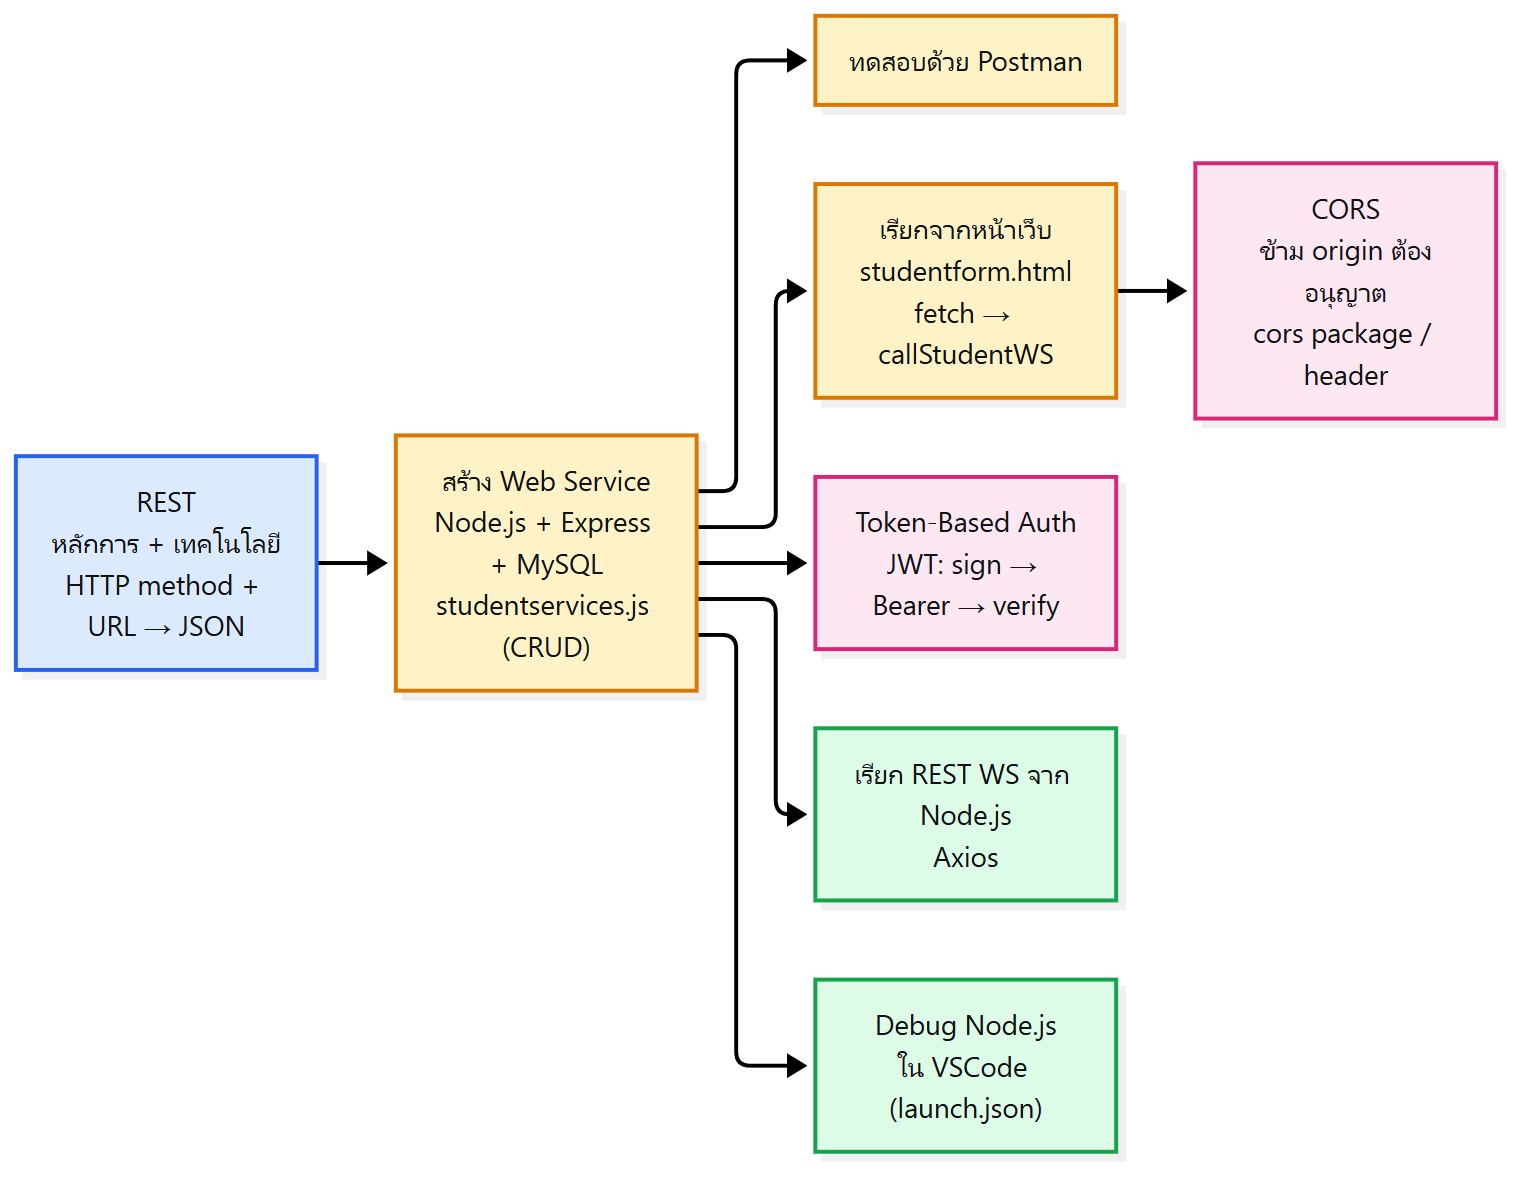 REST
หลักการ + เทคโนโลยี
HTTP method +
URL → JSON
สร้าง Web Service
Node.js + Express
+ MySQL
studentservices.js
(CRUD)
ทดสอบด้วย Postman
เรียกจากหน้าเว็บ
studentform.html
fetch →
callStudentWS
CORS
ข้าม origin ต้อง
อนุญาต
cors package /
header
Token-Based Auth
JWT: sign →
Bearer → verify
เรียก REST WS จาก
Node.js
Axios
Debug Node.js
ใน VSCode
(launch.json)